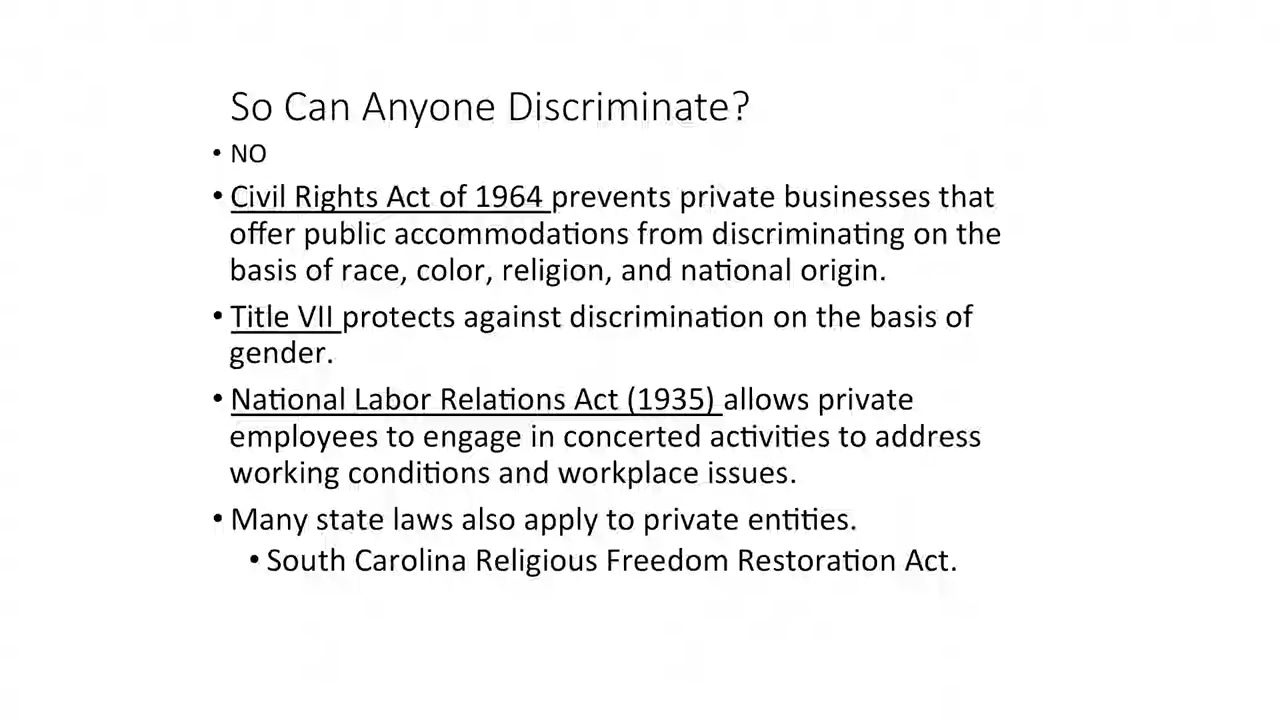 So Can Anyone Discriminate?
• NO
• Civil Rights Act of 1964 prevents private businesses that
offer public accommodations from discriminating on the
basis of race, color, religion, and national origin.
• Title VII protects against discrimination on the basis of
gender.
• National Labor Relations Act (1935) allows private
employees to engage in concerted activities to address
working conditions and workplace issues.
• Many state laws also apply to private entities.
• South Carolina Religious Freedom Restoration Act.